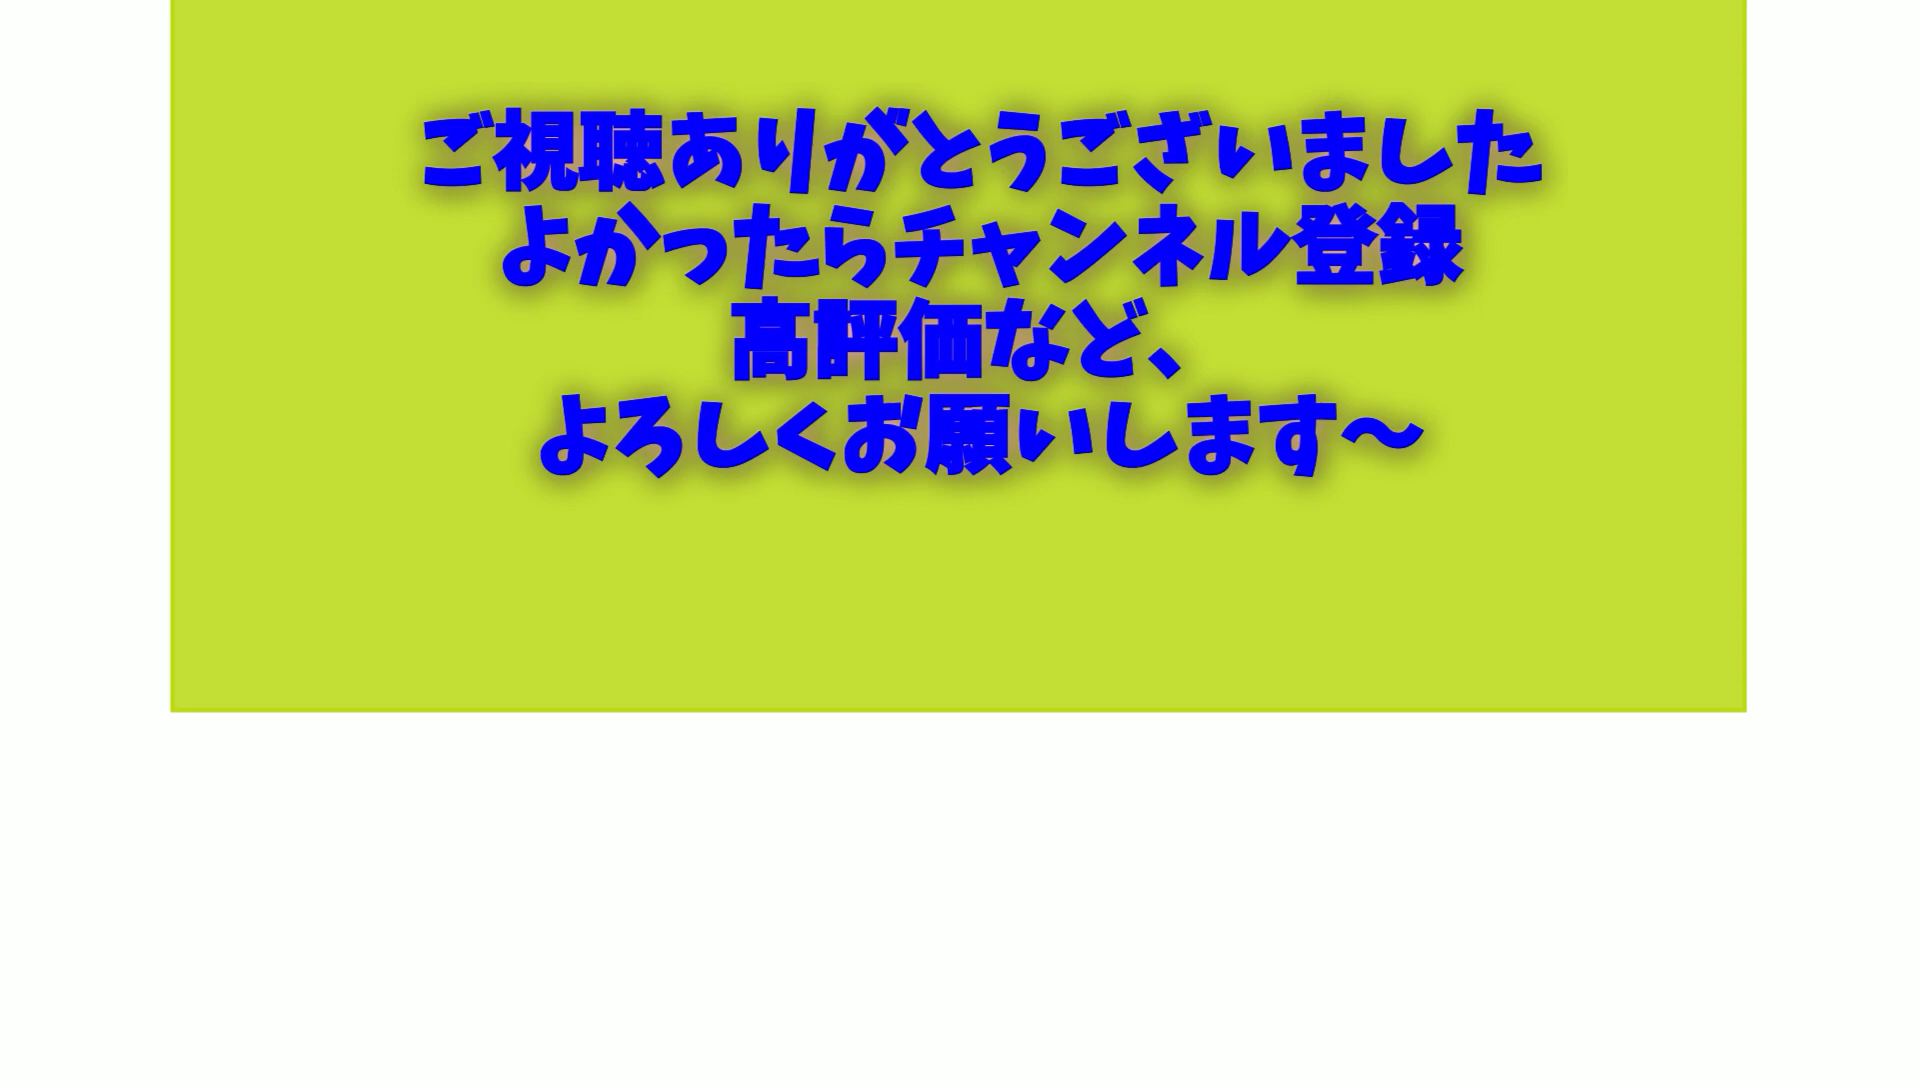 ご視聴ありがとうございました
よかったらチャンネル登録
高評価など、
よろしくお願いします〜